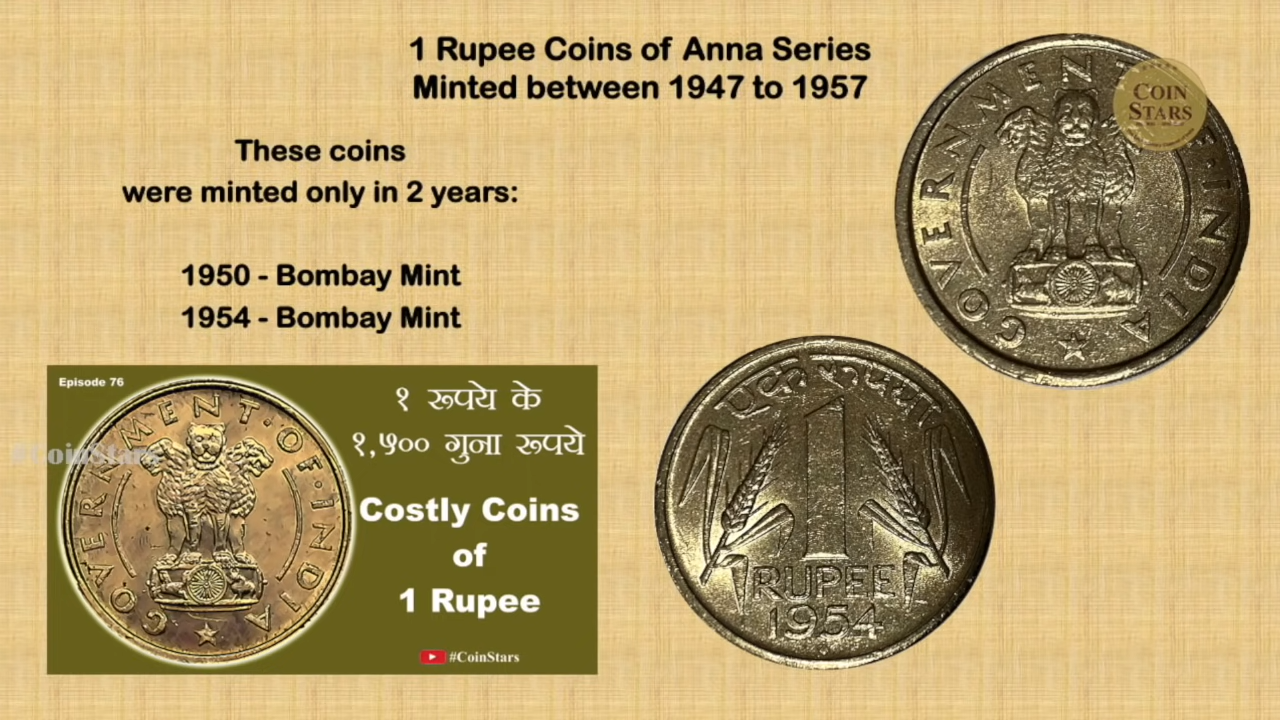 1 Rupee Coins of Anna Series
Minted between 1947 to 1957
These coins
were minted only in 2 years:
1950 - Bombay Mint
1954 - Bombay Mint
COIN
STARS
GOVERNMENT OF INDIA
Episode 76
१ रूपये के
१,५०० गुना रूपये
Costly Coins
of
1 Rupee
#CoinStars
#CoinStars
GOVERNMENT·OF·INDIA
एक रुपया
1
RUPEE
1954